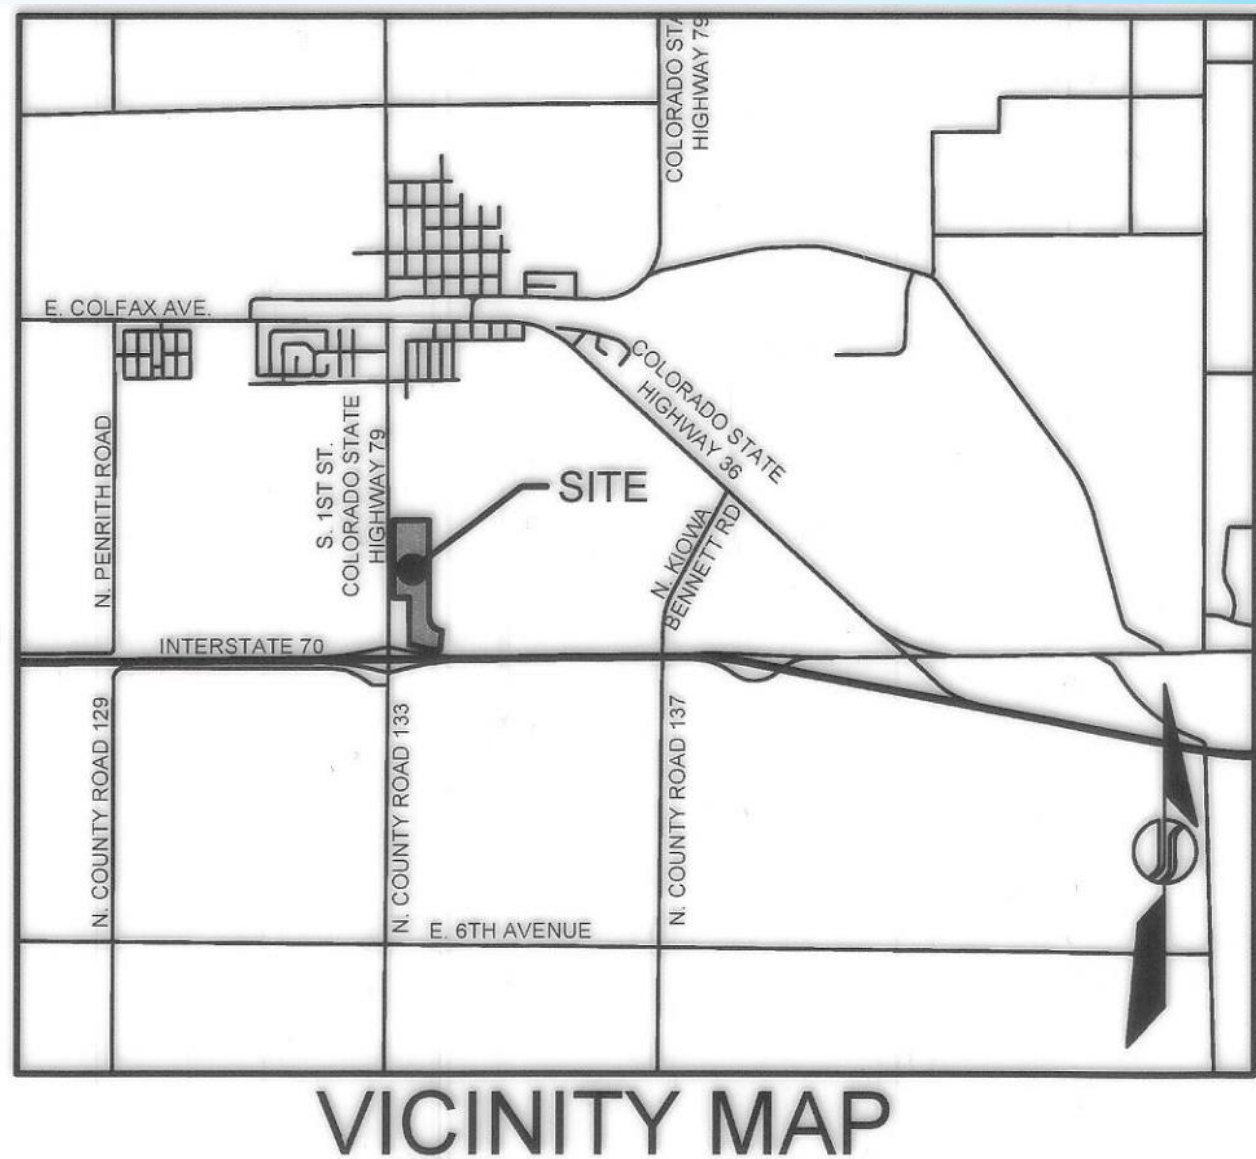 COLORADO STA
HIGHWAY 79
E. COLFAX AVE.
COLORADO STATE
HIGHWAY 36
N. PENRITH ROAD
S. 1ST ST.
COLORADO STATE
HIGHWAY 79
SITE
N. KIOWA
BENNETT RD
INTERSTATE 70
N. COUNTY ROAD 129
N. COUNTY ROAD 133
N. COUNTY ROAD 137
E. 6TH AVENUE
VICINITY MAP